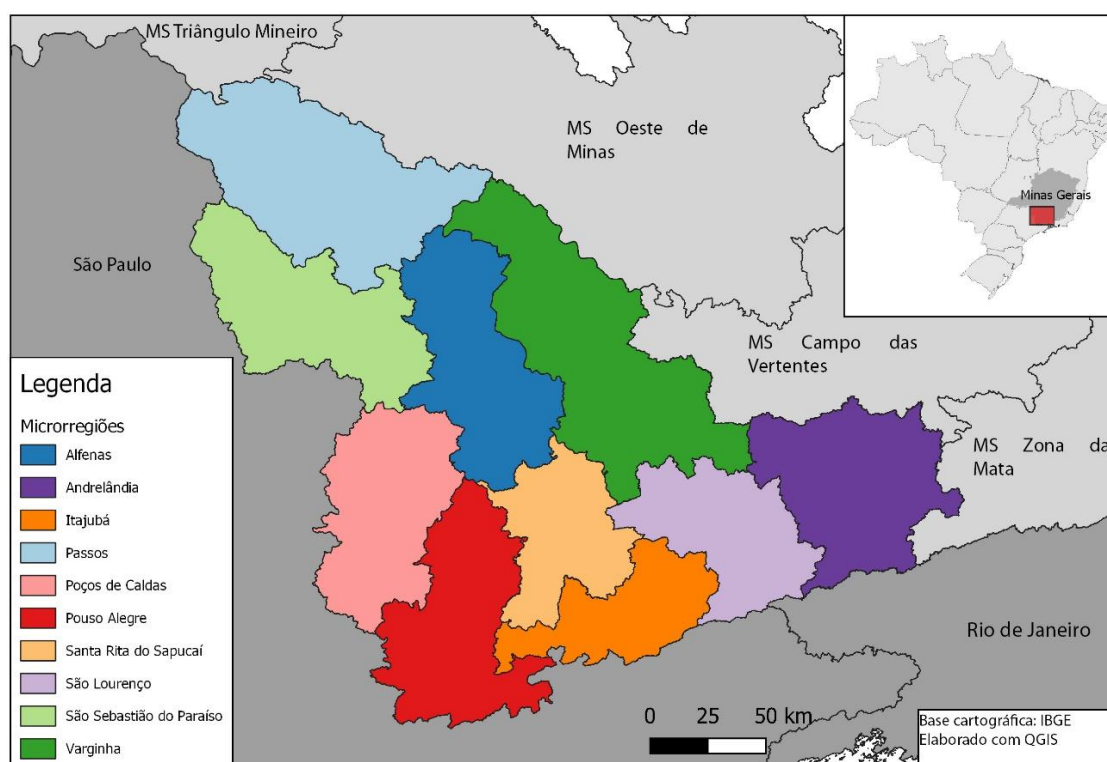 MS Triângulo Mineiro
MS Oeste de
Minas
Minas Gerais
São Paulo
MS Campo das
Vertentes
MS Zona da
Mata
Rio de Janeiro
Legenda
Microrregiões
Alfenas
Andrelândia
Itajubá
Passos
Poços de Caldas
Pouso Alegre
Santa Rita do Sapucaí
São Lourenço
São Sebastião do Paraíso
Varginha
0 25 50 km
Base cartográfica: IBGE
Elaborado com QGIS